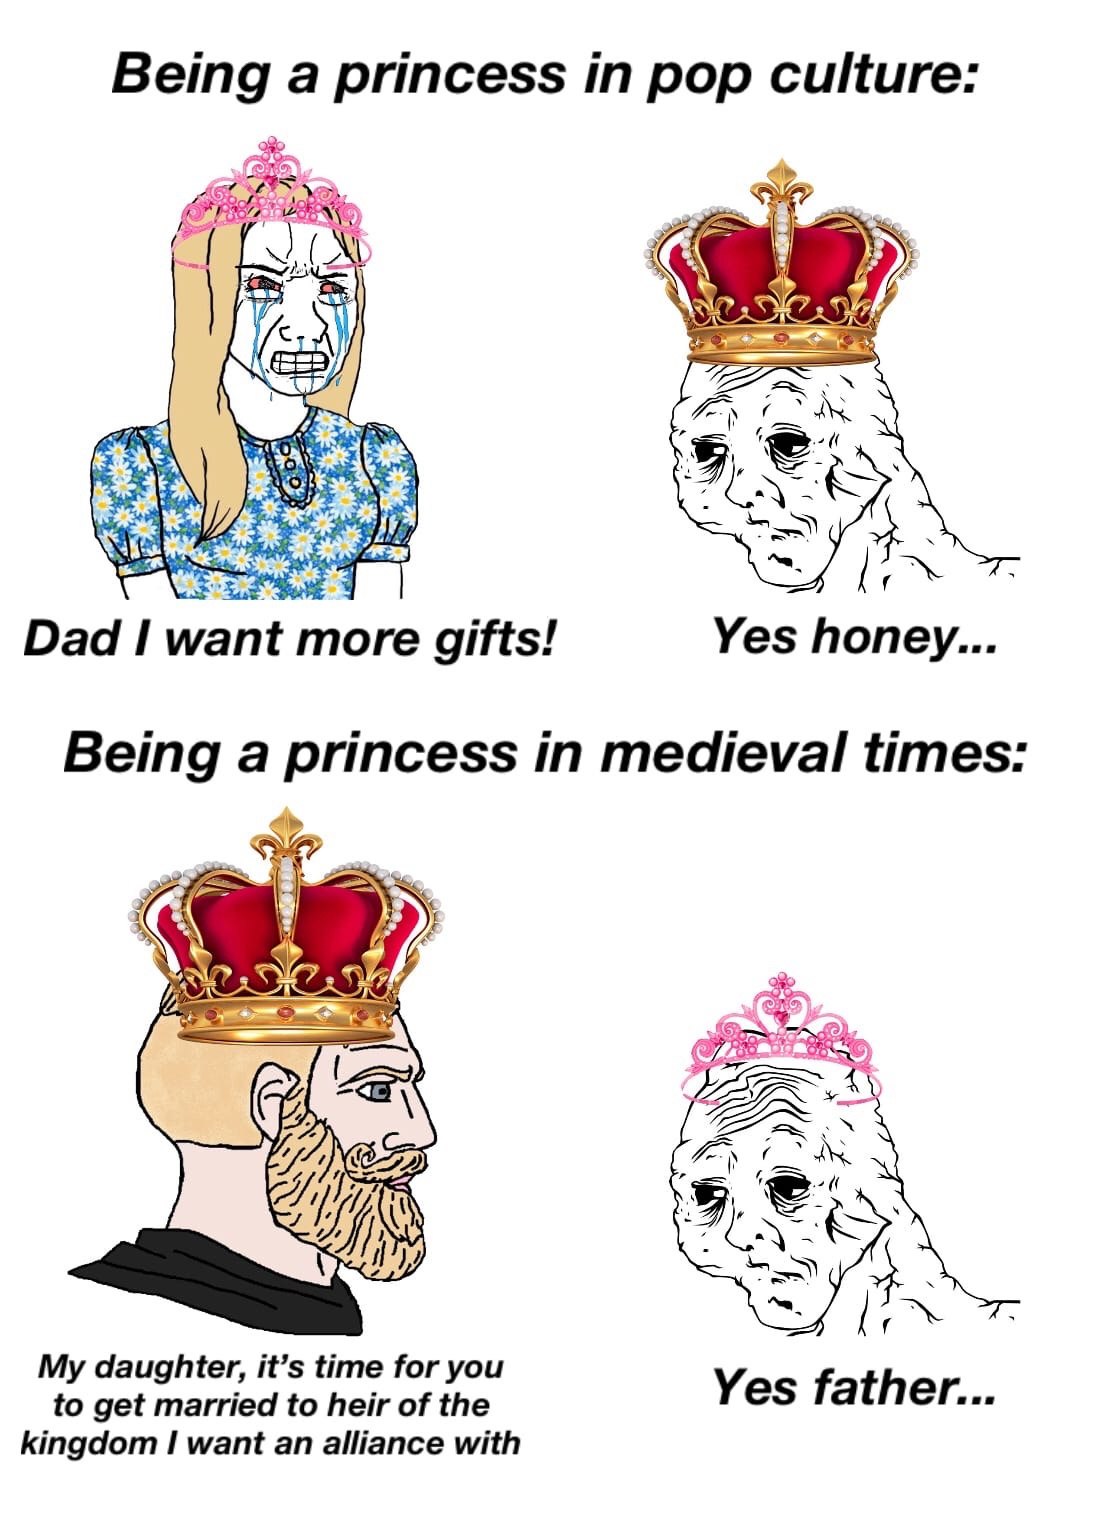 Being a princess in pop culture:
Dad I want more gifts!
Yes honey...
Being a princess in medieval times:
My daughter, it's time for you
to get married to heir of the
kingdom I want an alliance with
Yes father...